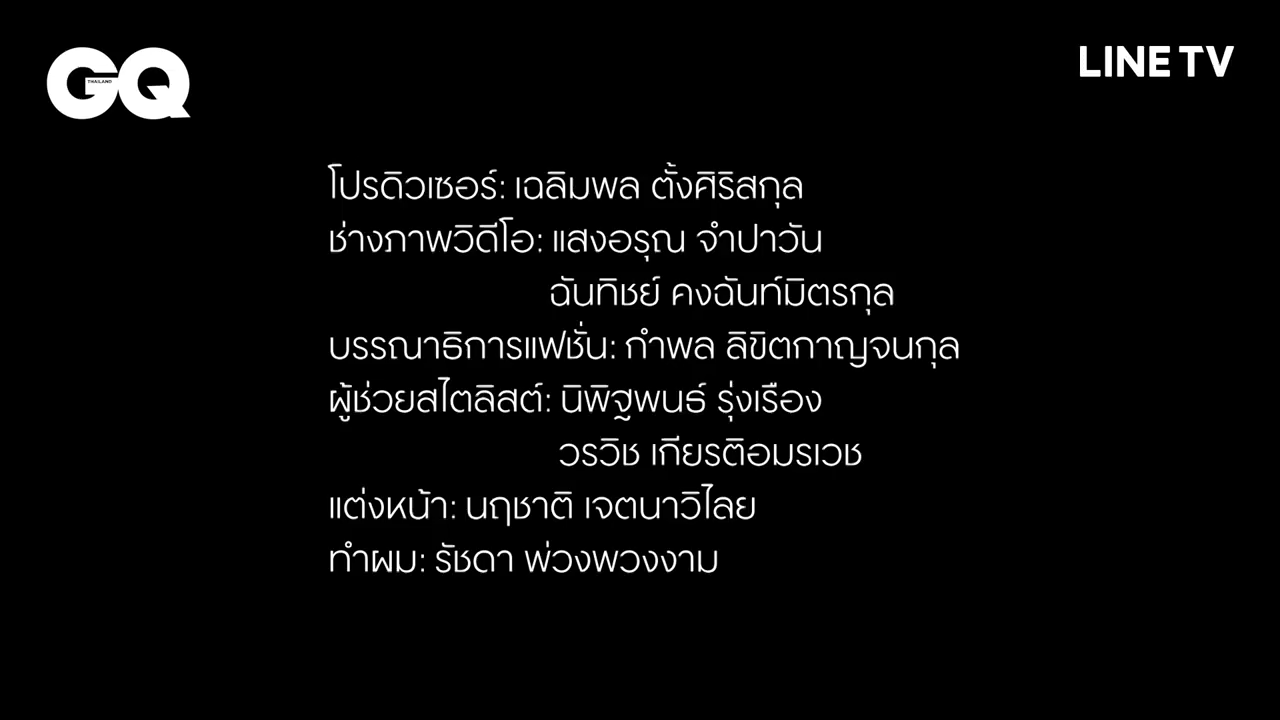 GQ
THAILAND
LINE TV
โปรดิวเซอร์: เฉลิมพล ตั้งศิริสกุล
ช่างภาพวิดีโอ: แสงอรุณ จำปาวัน
ฉันทิชย์ คงฉันท์มิตรกุล
บรรณาธิการแฟชั่น: กำพล ลิขิตกาญจนกุล
ผู้ช่วยสไตลิสต์: นิพิฐพนธ์ รุ่งเรือง
วรวิช เกียรติอมรเวช
แต่งหน้า: นฤชาติ เจตนาวิไลย
ทำผม: รัชดา พ่วงพวงงาม